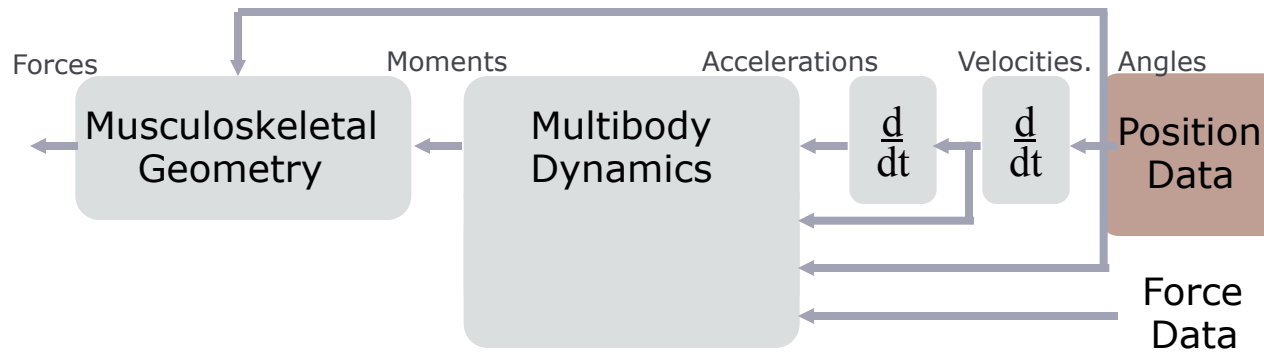 Forces
Moments
Accelerations
Velocities.
Angles
Musculoskeletal
Geometry
Multibody
Dynamics
d
dt
d
dt
Position
Data
Force
Data